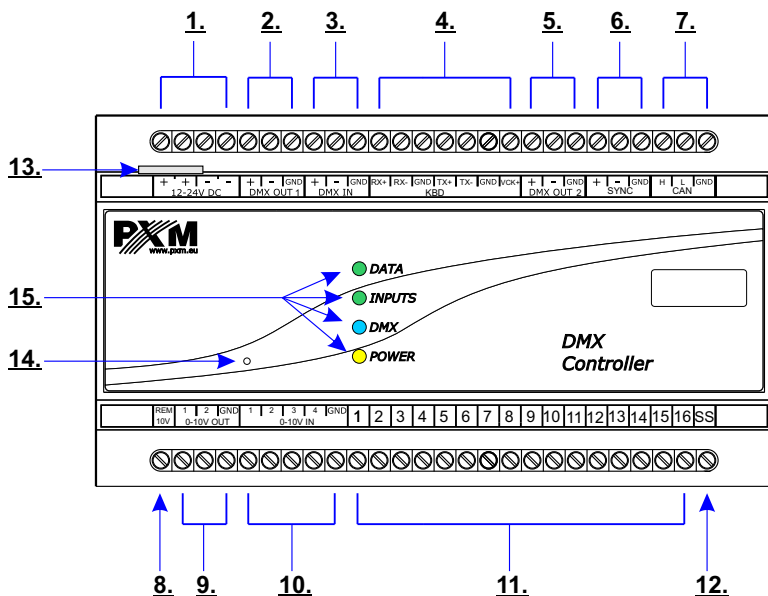 1. 2. 3. 4. 5. 6. 7.
13.
+ + - - + - GND + - GND RX+ RX- GND TX+ TX- GND VCK+ + - GND + - GND H L GND
12-24V DC DMX OUT 1 DMX IN KBD DMX OUT 2 SYNC CAN
PXM
www.pxm.eu
DATA
15. INPUTS
DMX
14. POWER
DMX
Controller
REM 1 2 GND 1 2 3 4 GND 1 2 3 4 5 6 7 8 9 10 11 12 13 14 15 16 SS
10V 0-10V OUT 0-10V IN
8. 9. 10. 11. 12.